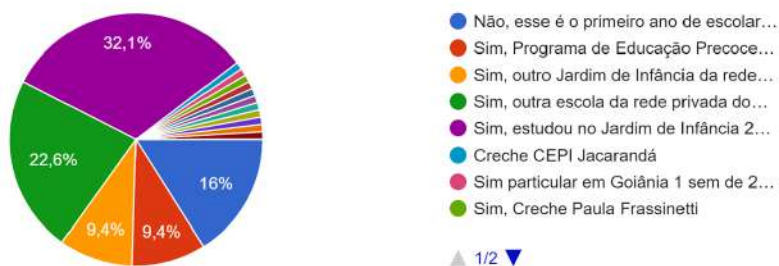 32,1%
22,6%
9,4%
9,4%
16%
Não, esse é o primeiro ano de escolar…
Sim, Programa de Educação Precoce…
Sim, outro Jardim de Infância da rede…
Sim, outra escola da rede privada do…
Sim, estudou no Jardim de Infância 2…
Creche CEPI Jacarandá
Sim particular em Goiânia 1 sem de 2…
Sim, Creche Paula Frassinetti
1/2